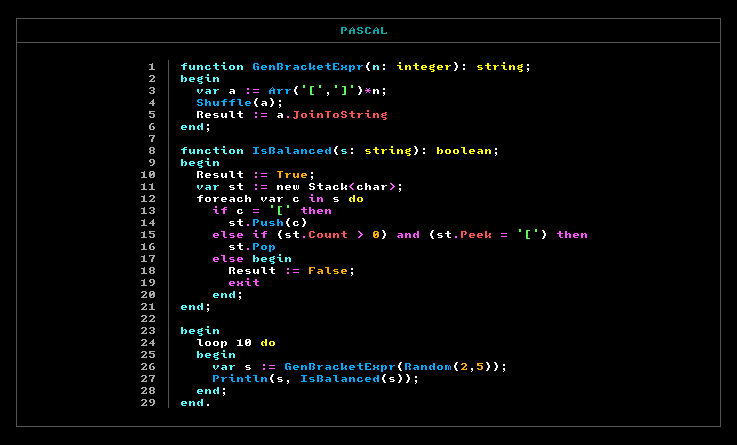 PASCAL
1 function GenBracketExpr(n: integer): string;
2 begin
3   var a := Arr('[',']')*n;
4   Shuffle(a);
5   Result := a.JoinToString
6 end;
7
8 function IsBalanced(s: string): boolean;
9 begin
10   Result := True;
11   var st := new Stack<char>;
12   foreach var c in s do
13     if c = '[' then
14       st.Push(c)
15     else if (st.Count > 0) and (st.Peek = '[') then
16       st.Pop
17     else begin
18       Result := False;
19       exit
20     end;
21 end;
22
23 begin
24   loop 10 do
25   begin
26     var s := GenBracketExpr(Random(2,5));
27     Println(s, IsBalanced(s));
28   end;
29 end.